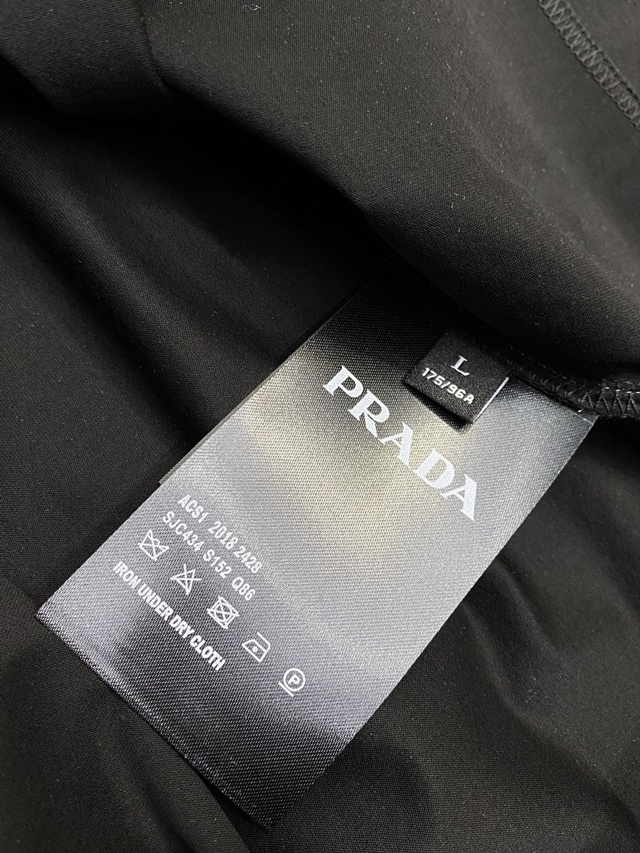 L
175/96A
PRADA
ACS1 2018 2428
SJC434 S152 Q86
P
IRON UNDER DRY CLOTH